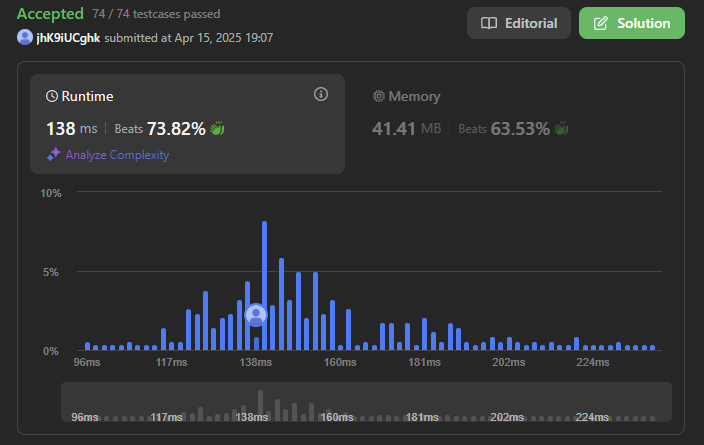 Accepted 74 / 74 testcases passed
jhK9iUCghk submitted at Apr 15, 2025 19:07
Editorial
Solution
Runtime
138 ms Beats 73.82%
Analyze Complexity
Memory
41.41 MB Beats 63.53%
10%
5%
0%
96ms 117ms 138ms 160ms 181ms 202ms 224ms
96ms 117ms 138ms 160ms 181ms 202ms 224ms